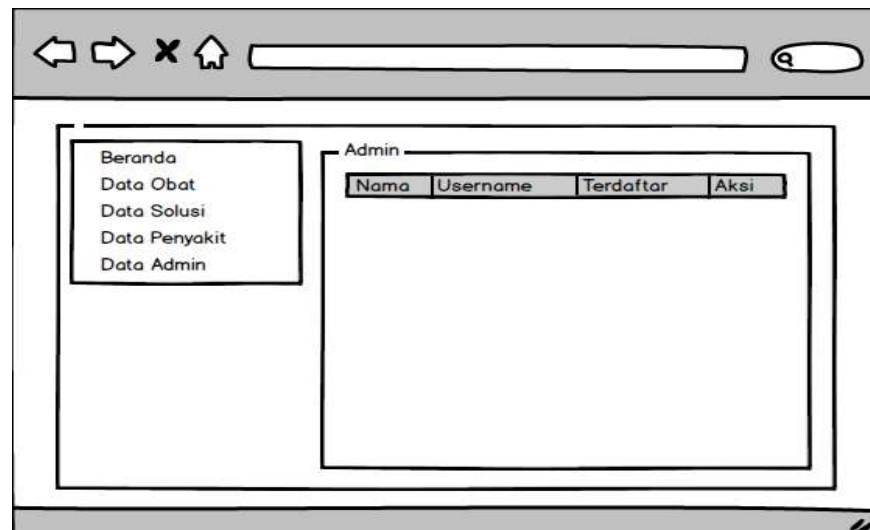 Beranda
Data Obat
Data Solusi
Data Penyakit
Data Admin
Admin
Nama Username Terdaftar Aksi